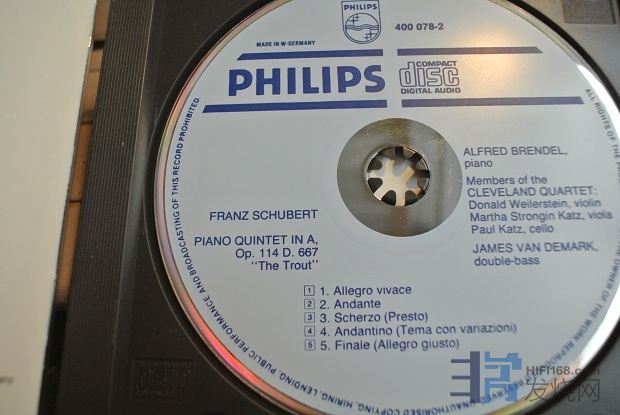 PHILIPS
400 078-2
MADE IN W-GERMANY
PHILIPS
COMPACT
disc
DIGITAL AUDIO
ALFRED BRENDEL,
piano
Members of the
CLEVELAND QUARTET:
Donald Weilerstein, violin
Martha Strongin Katz, viola
Paul Katz, cello
JAMES VAN DEMARK,
double-bass
FRANZ SCHUBERT
PIANO QUINTET IN A,
Op. 114 D. 667
"The Trout"
1 1. Allegro vivace
2 2. Andante
3 3. Scherzo (Presto)
4 4. Andantino (Tema con variazioni)
5 5. Finale (Allegro giusto)
ALL RIGHTS OF THE
OWNER OF THE WORK REPRODUCED RESERVED. UNAUTHORISED COPYING, HIRING, LENDING, PUBLIC PERFORMANCE AND BROADCASTING OF THIS RECORD PROHIBITED.
HIFI168.com
发烧网